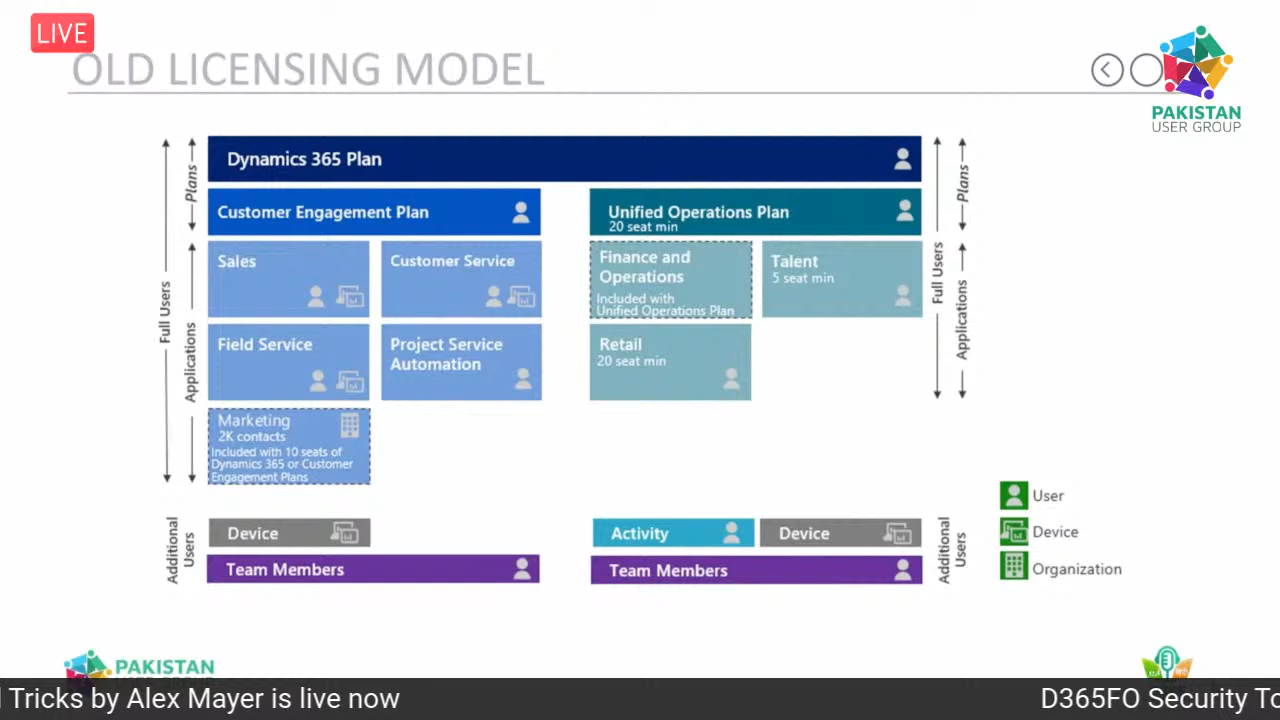 LIVE
OLD LICENSING MODEL
PAKISTAN
USER GROUP
Dynamics 365 Plan
Customer Engagement Plan
Unified Operations Plan
20 seat min
Plans
Plans
Sales
Customer Service
Finance and
Operations
Included with
Unified Operations Plan
Talent
5 seat min
Full Users
Applications
Full Users
Applications
Field Service
Project Service
Automation
Retail
20 seat min
Marketing
2K contacts
Included with 10 seats of
Dynamics 365 or Customer
Engagement Plans
Additional
Users
Device
Activity
Device
Additional
Users
Team Members
Team Members
User
Device
Organization
PAKISTAN
Tricks by Alex Mayer is live now
D365FO Security